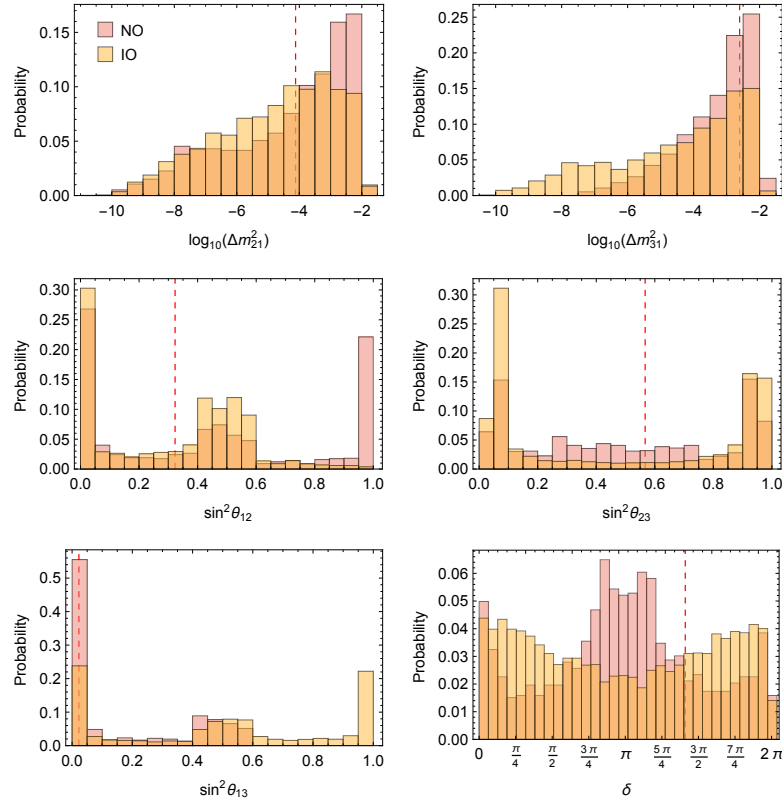 NO
IO
Probability
0.15
0.10
0.05
0.00
−10 −8 −6 −4 −2
log10(Δm²21)
Probability
0.25
0.20
0.15
0.10
0.05
0.00
−10 −8 −6 −4 −2
log10(Δm²31)
Probability
0.30
0.25
0.20
0.15
0.10
0.05
0.00
0.0 0.2 0.4 0.6 0.8 1.0
sin²θ12
Probability
0.30
0.25
0.20
0.15
0.10
0.05
0.00
0.0 0.2 0.4 0.6 0.8 1.0
sin²θ23
Probability
0.5
0.4
0.3
0.2
0.1
0.0
0.0 0.2 0.4 0.6 0.8 1.0
sin²θ13
Probability
0.06
0.05
0.04
0.03
0.02
0.01
0.00
0 π/4 π/2 3π/4 π 5π/4 3π/2 7π/4 2π
δ